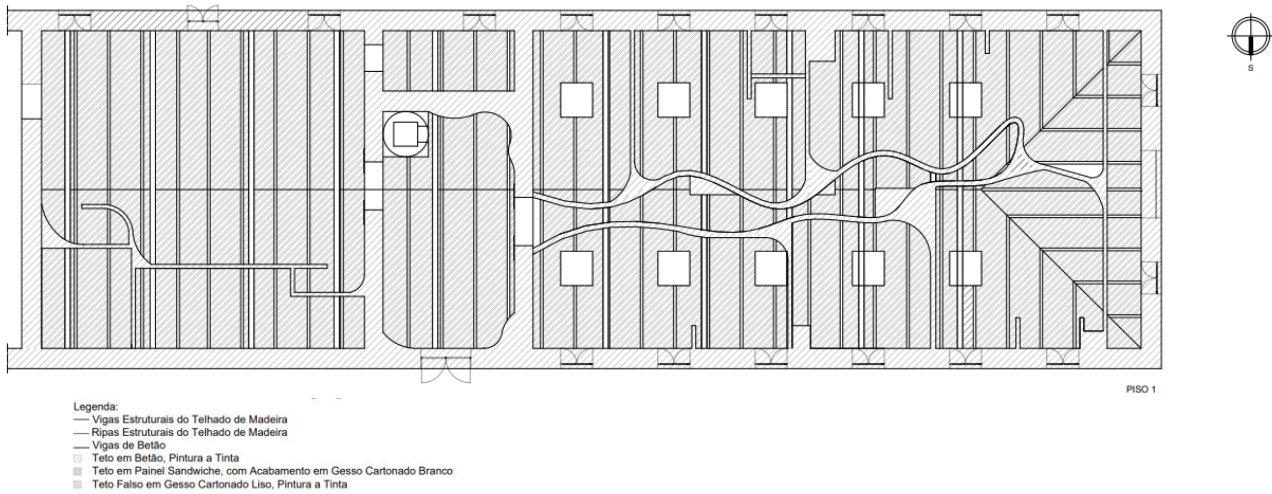 S
PISO 1
Legenda:
Vigas Estruturais do Telhado de Madeira
Ripas Estruturais do Telhado de Madeira
Vigas de Betão
Teto em Betão, Pintura a Tinta
Teto em Painel Sandwiche, com Acabamento em Gesso Cartonado Branco
Teto Falso em Gesso Cartonado Liso, Pintura a Tinta